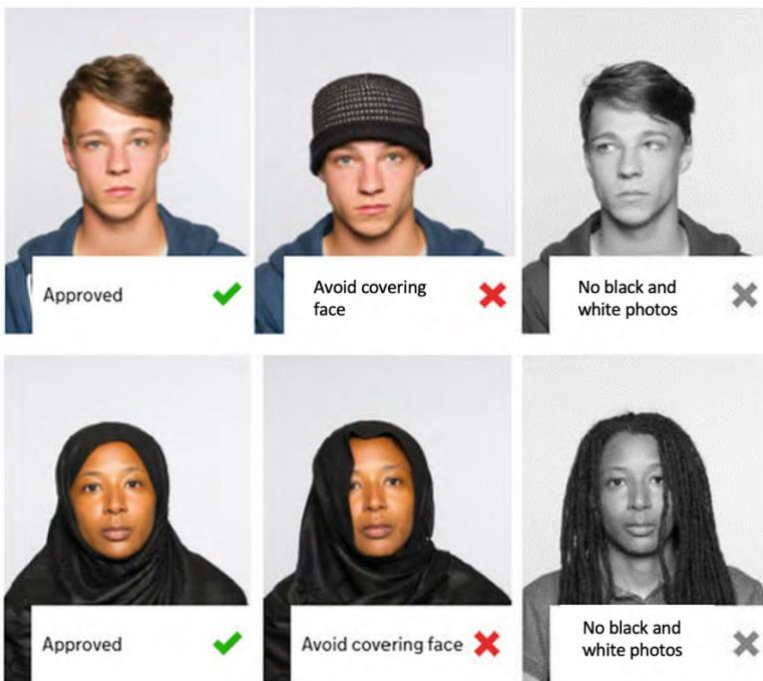 Approved
Avoid covering
face
No black and
white photos
Approved
Avoid covering face
No black and
white photos